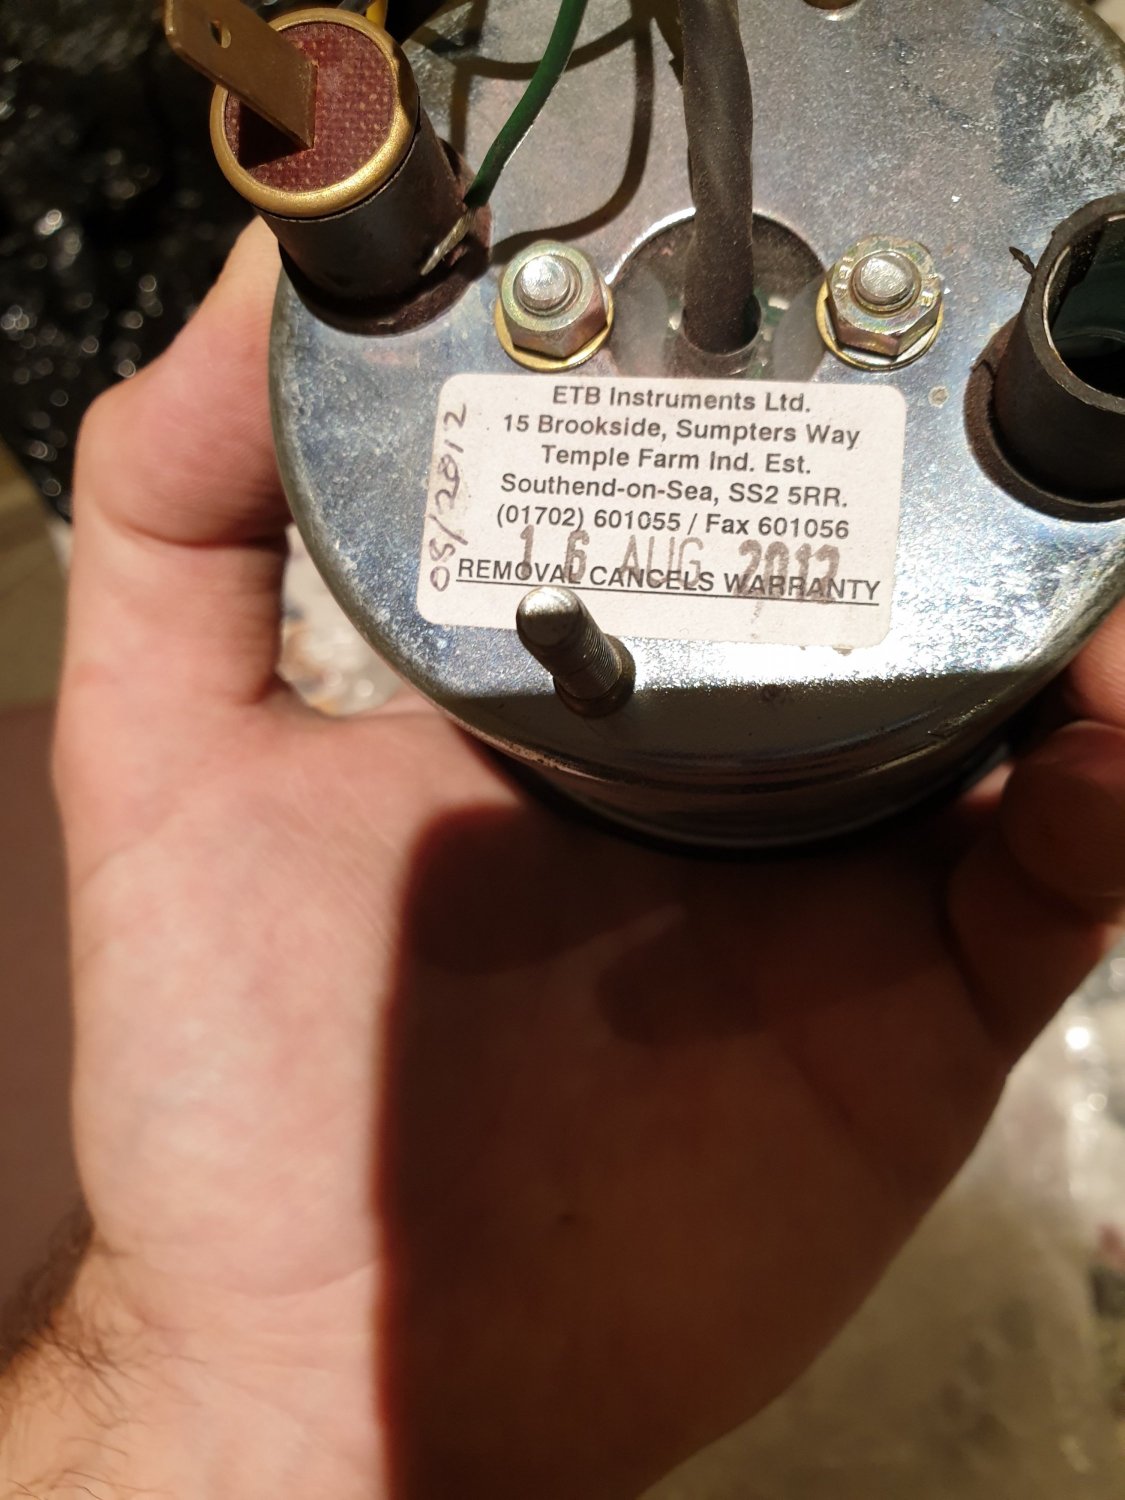 ETB Instruments Ltd.
15 Brookside, Sumpters Way
Temple Farm Ind. Est.
Southend-on-Sea, SS2 5RR.
(01702) 601055 / Fax 601056
16 AUG 2012
REMOVAL CANCELS WARRANTY
08/2012